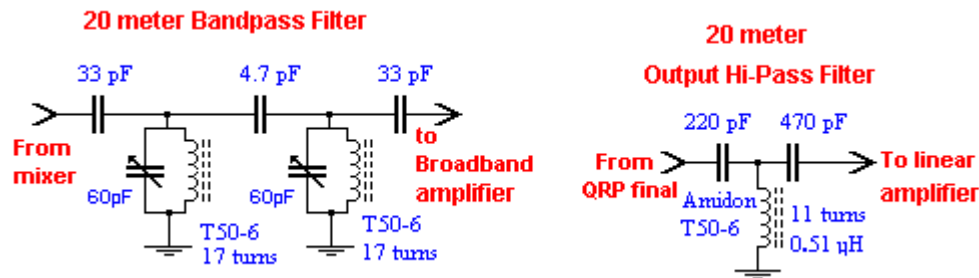 20 meter Bandpass Filter
33 pF
4.7 pF
33 pF
From
mixer
60pF
60pF
to
Broadband
amplifier
T50-6
17 turns
T50-6
17 turns
20 meter
Output Hi-Pass Filter
220 pF
470 pF
From
QRP final
To linear
amplifier
Amidon
T50-6
11 turns
0.51 µH